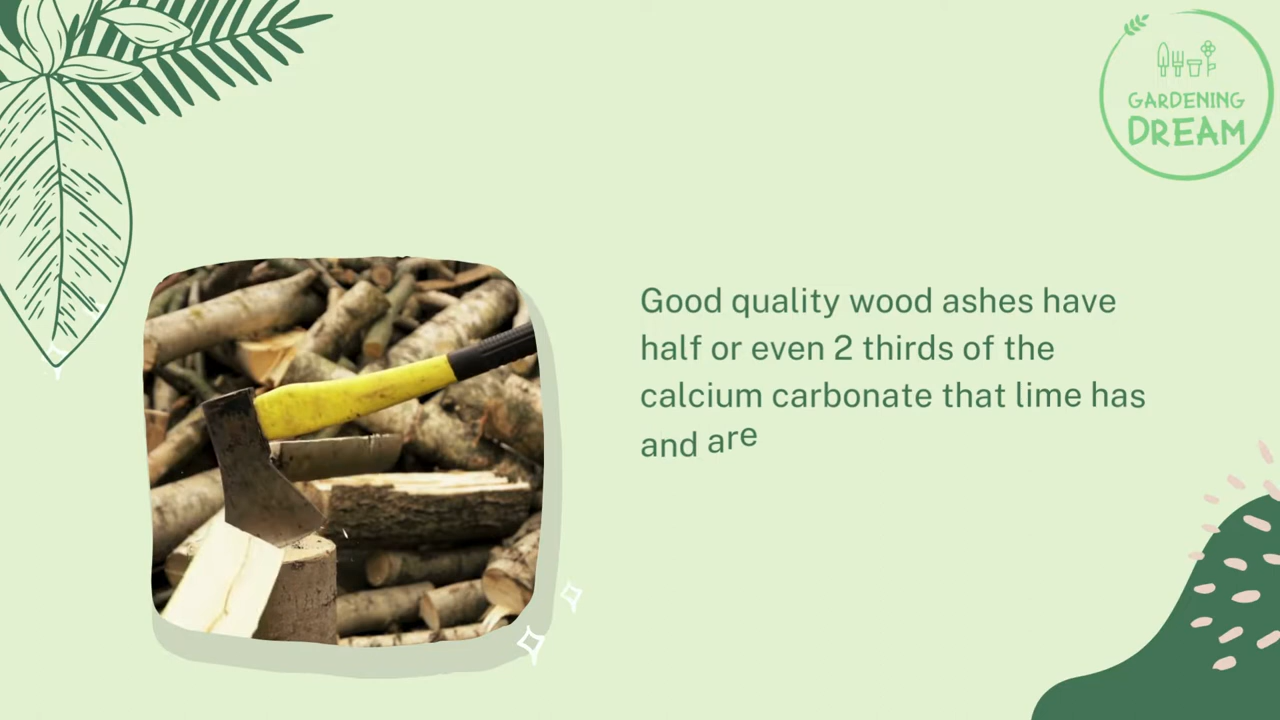 GARDENING
DREAM
Good quality wood ashes have
half or even 2 thirds of the
calcium carbonate that lime has
and are